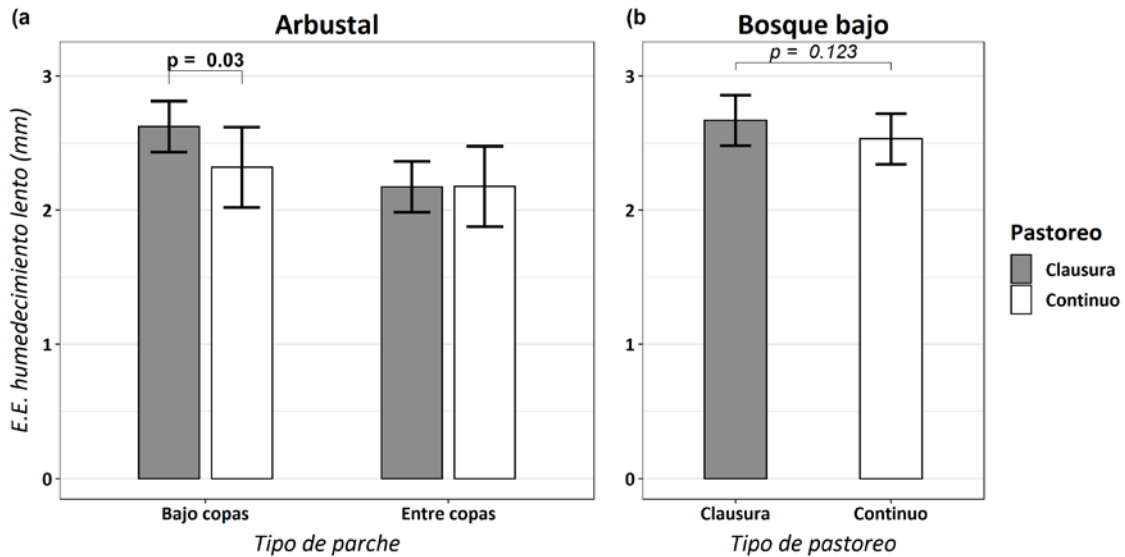 (a
Arbustal
p = 0.03
3
2
1
0
E.E. humedecimiento lento (mm)
Bajo copas
Entre copas
Tipo de parche
(b
Bosque bajo
p = 0.123
3
2
1
0
Clausura
Continuo
Tipo de pastoreo
Pastoreo
Clausura
Continuo